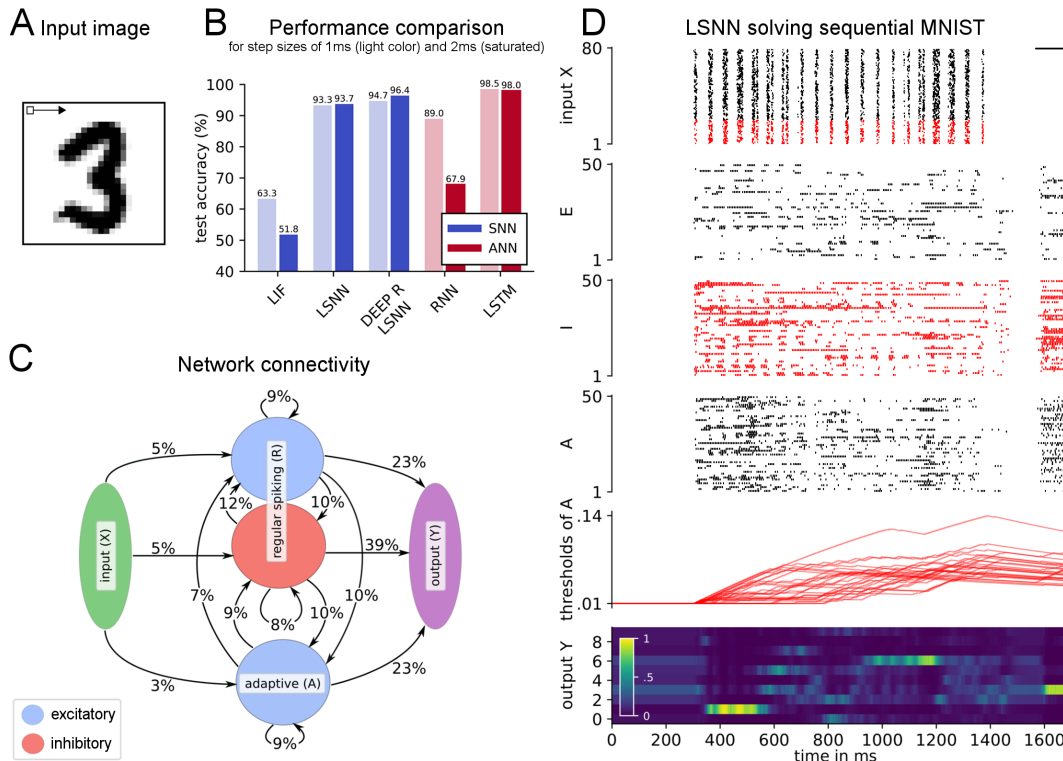 A Input image
B Performance comparison
for step sizes of 1ms (light color) and 2ms (saturated)
test accuracy (%)
100
90
80
70
60
50
40
63.3
51.8
93.3
93.7
94.7
96.4
89.0
67.9
98.5
98.0
SNN
ANN
LIF
LSNN
DEEP R
LSNN
RNN
LSTM
C Network connectivity
9%
5%
23%
12%
10%
regular spiking (R)
input (X)
5%
39%
output (Y)
7%
9%
8%
10%
10%
3%
adaptive (A)
23%
9%
excitatory
inhibitory
D LSNN solving sequential MNIST
80
input X
1
50
E
1
50
I
1
50
A
1
.14
thresholds of A
.01
output Y
8
6
4
2
0
1
.5
0
0 200 400 600 800 1000 1200 1400 1600
time in ms